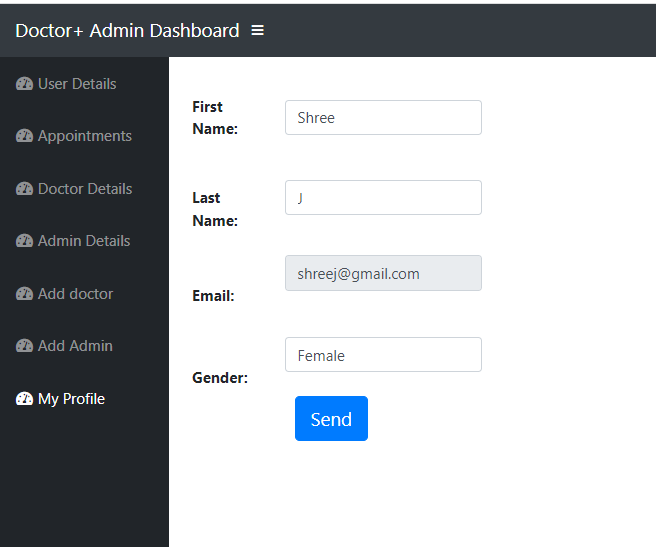 Doctor+ Admin Dashboard
User Details
Appointments
Doctor Details
Admin Details
Add doctor
Add Admin
My Profile
First
Name:
Shree
Last
Name:
J
Email:
shreej@gmail.com
Gender:
Female
Send